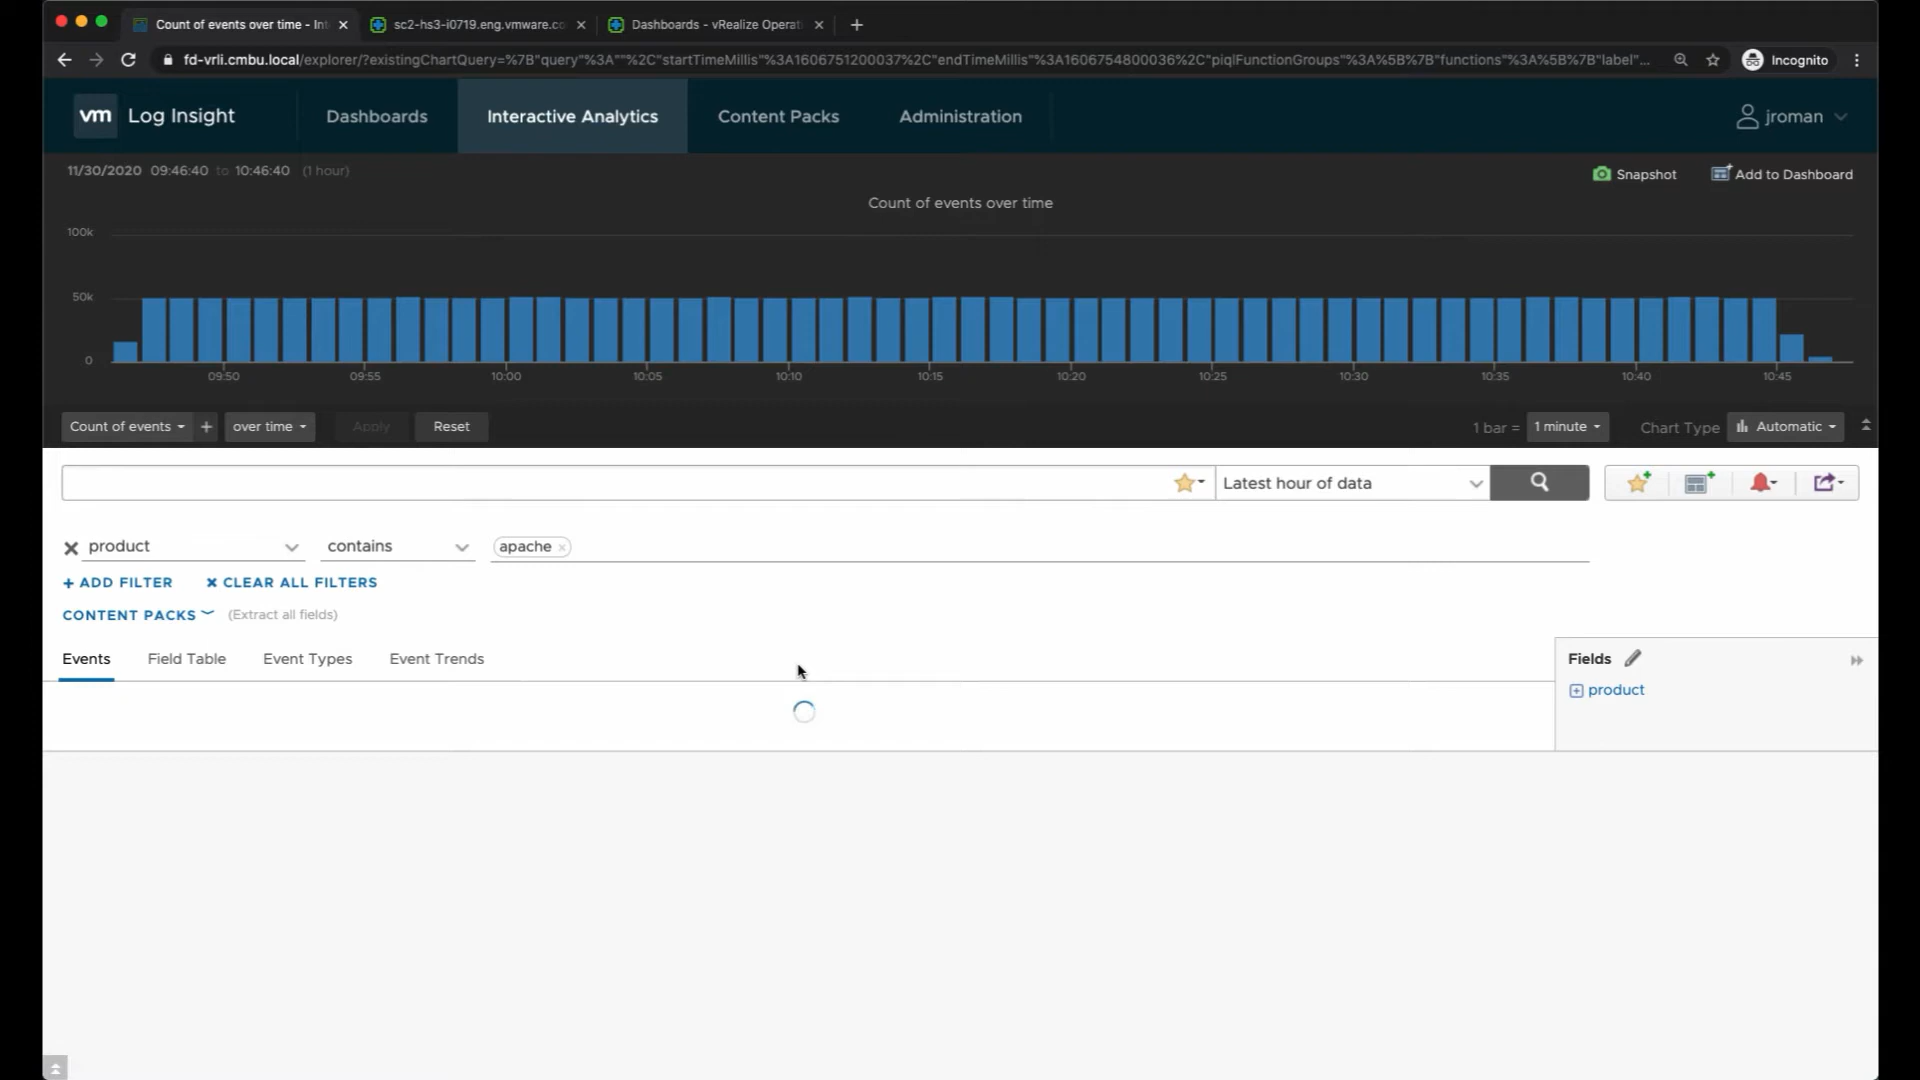 Count of events over time - In
sc2-hs3-i0719.eng.vmware.co
Dashboards - vRealize Operat
fd-vrli.cmbu.local/explorer/?existingChartQuery=%7B"query"%3A""%2C"startTimeMillis"%3A1606751200037%2C"endTimeMillis"%3A1606754800036%2C"piqlFunctionGroups"%3A%5B%7B"functions"%3A%5B%7B"label"...
Incognito
vm Log Insight
Dashboards
Interactive Analytics
Content Packs
Administration
jroman
11/30/2020 09:46:40 to 10:46:40 (1 hour)
Snapshot
Add to Dashboard
Count of events over time
100k
50k
0
09:50 09:55 10:00 10:05 10:10 10:15 10:20 10:25 10:30 10:35 10:40 10:45
Count of events + over time Apply Reset
1 bar = 1 minute Chart Type Automatic
Latest hour of data
product contains apache ×
+ ADD FILTER × CLEAR ALL FILTERS
CONTENT PACKS (Extract all fields)
Events Field Table Event Types Event Trends
Fields
product